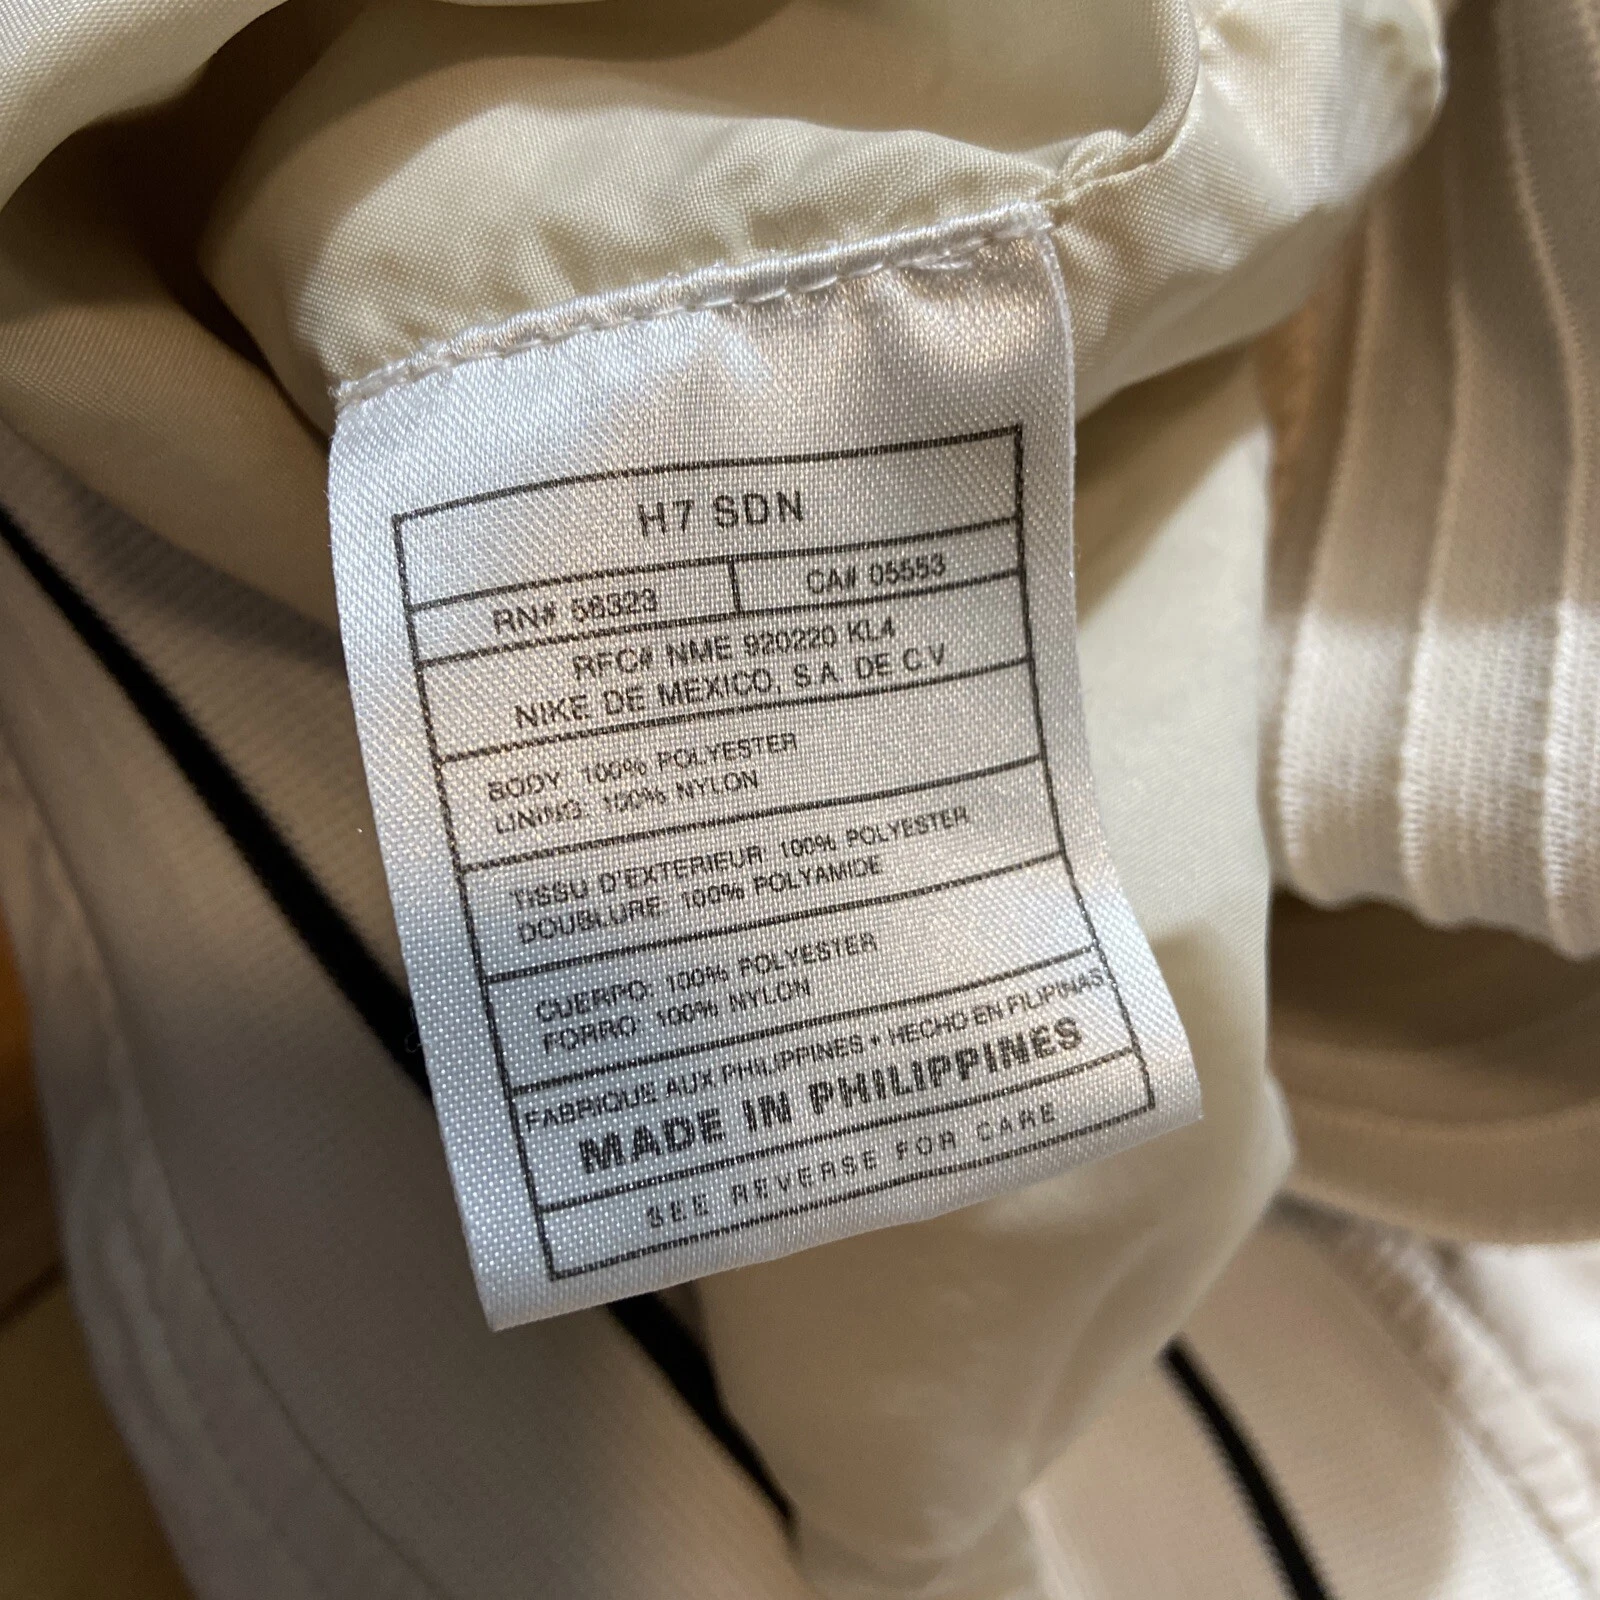 H7 SDN
RN# 56323
CA# 05553
RFC# NME 920220 KL4
NIKE DE MEXICO, S.A. DE C.V
BODY: 100% POLYESTER
LINING: 100% NYLON
TISSU D'EXTERIEUR: 100% POLYESTER
DOUBLURE: 100% POLYAMIDE
CUERPO: 100% POLYESTER
FORRO: 100% NYLON
FABRIQUE AUX PHILIPPINES • HECHO EN FILIPINAS
MADE IN PHILIPPINES
SEE REVERSE FOR CARE